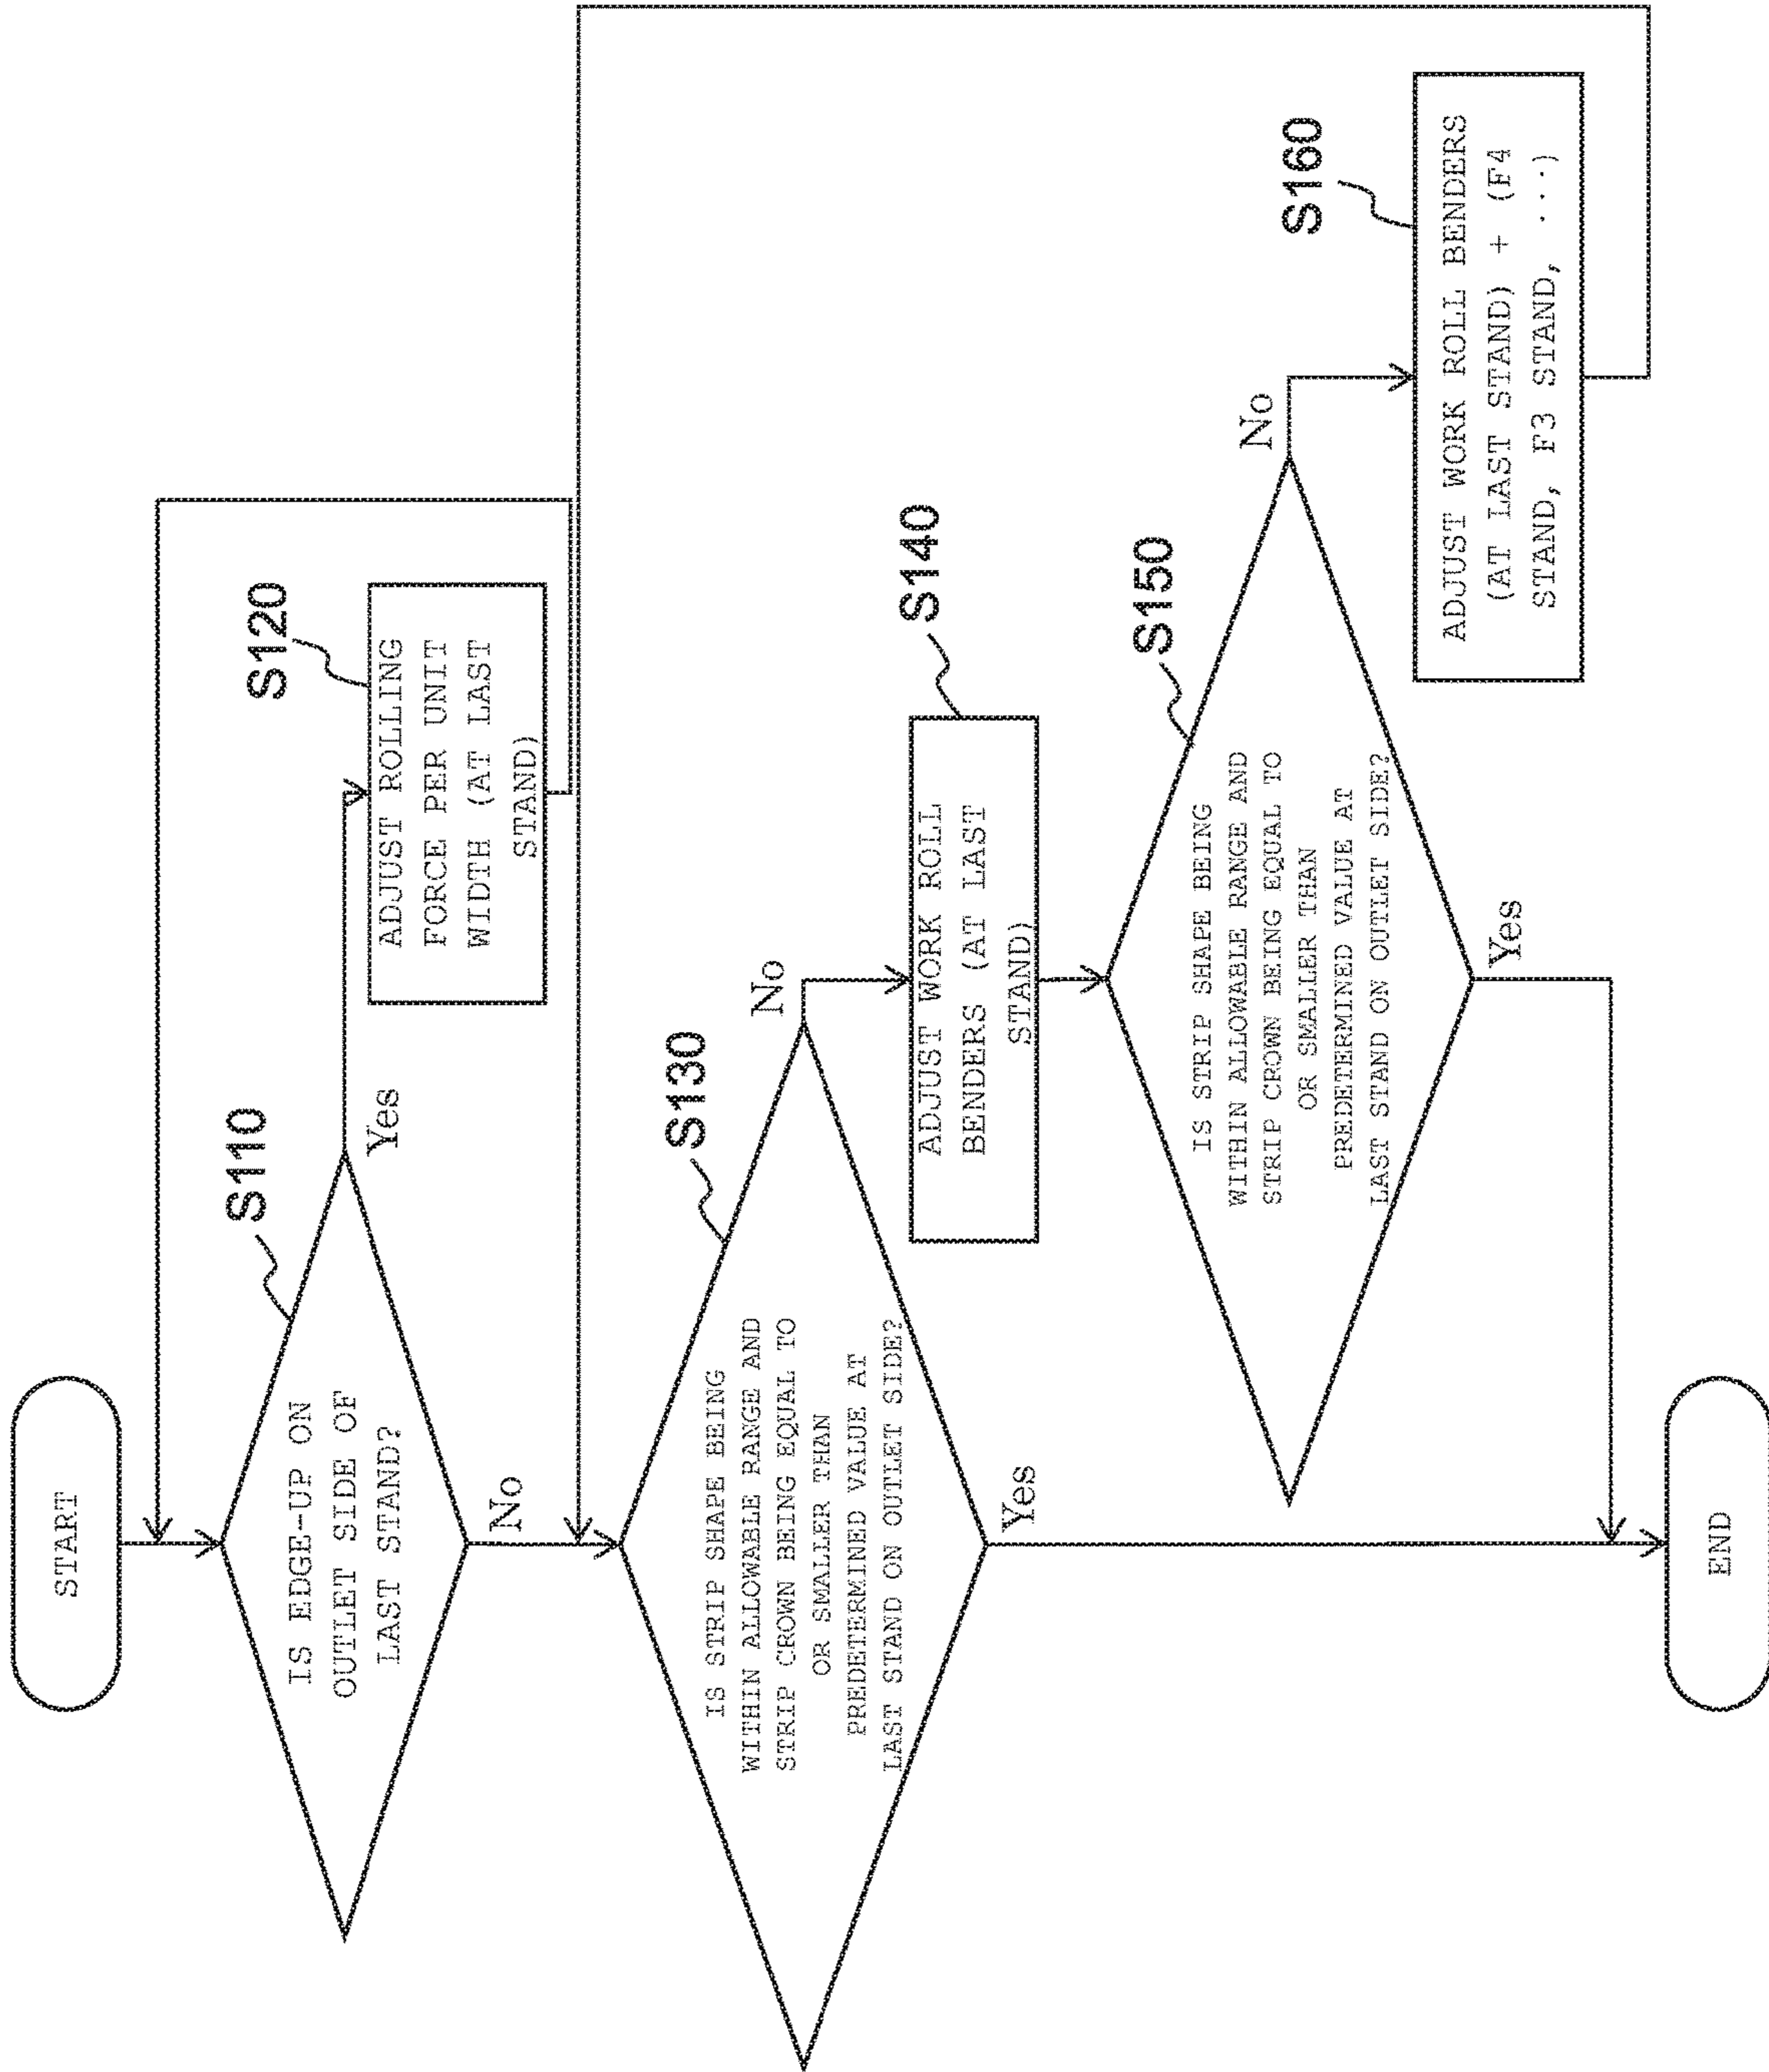 START
IS EDGE-UP ON
OUTLET SIDE OF
LAST STAND?
S110
Yes
No
ADJUST ROLLING
FORCE PER UNIT
WIDTH (AT LAST
STAND)
S120
IS STRIP SHAPE BEING
WITHIN ALLOWABLE RANGE AND
STRIP CROWN BEING EQUAL TO
OR SMALLER THAN
PREDETERMINED VALUE AT
LAST STAND ON OUTLET SIDE?
S130
No
Yes
ADJUST WORK ROLL
BENDERS (AT LAST
STAND)
S140
IS STRIP SHAPE BEING
WITHIN ALLOWABLE RANGE AND
STRIP CROWN BEING EQUAL TO
OR SMALLER THAN
PREDETERMINED VALUE AT
LAST STAND ON OUTLET SIDE?
S150
No
Yes
ADJUST WORK ROLL BENDERS
(AT LAST STAND) + (F4
STAND, F3 STAND, ···)
S160
END